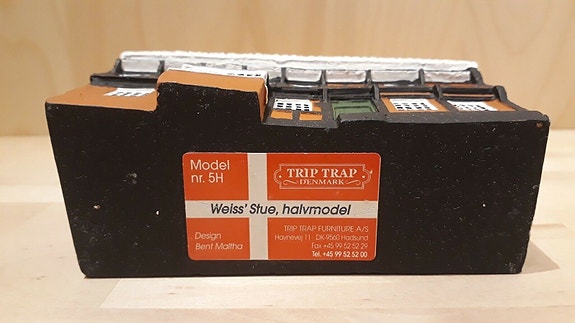 Model
nr. 5H
TRIP TRAP
DENMARK
Weiss' Stue, halvmodel
Design
Bent Maltha
TRIP TRAP FURNITURE A/S
Havnevej 11 DK-9560 Hadsund
Fax +45 99 52 52 29
Tel. +45 99 52 52 00